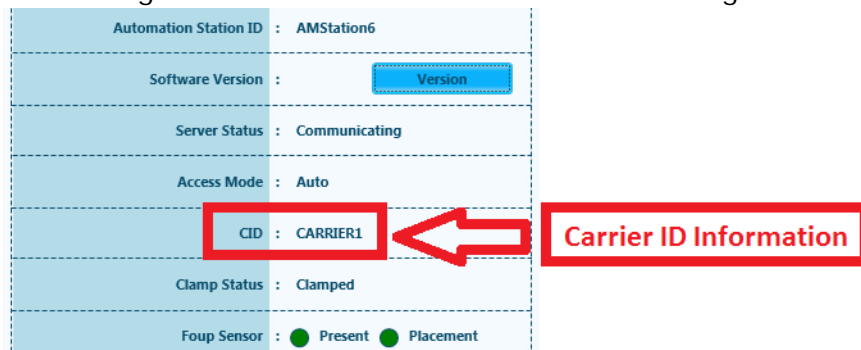 Automation Station ID : AMStation6
Software Version : Version
Server Status : Communicating
Access Mode : Auto
CID : CARRIER1
Carrier ID Information
Clamp Status : Clamped
Foup Sensor : Present Placement